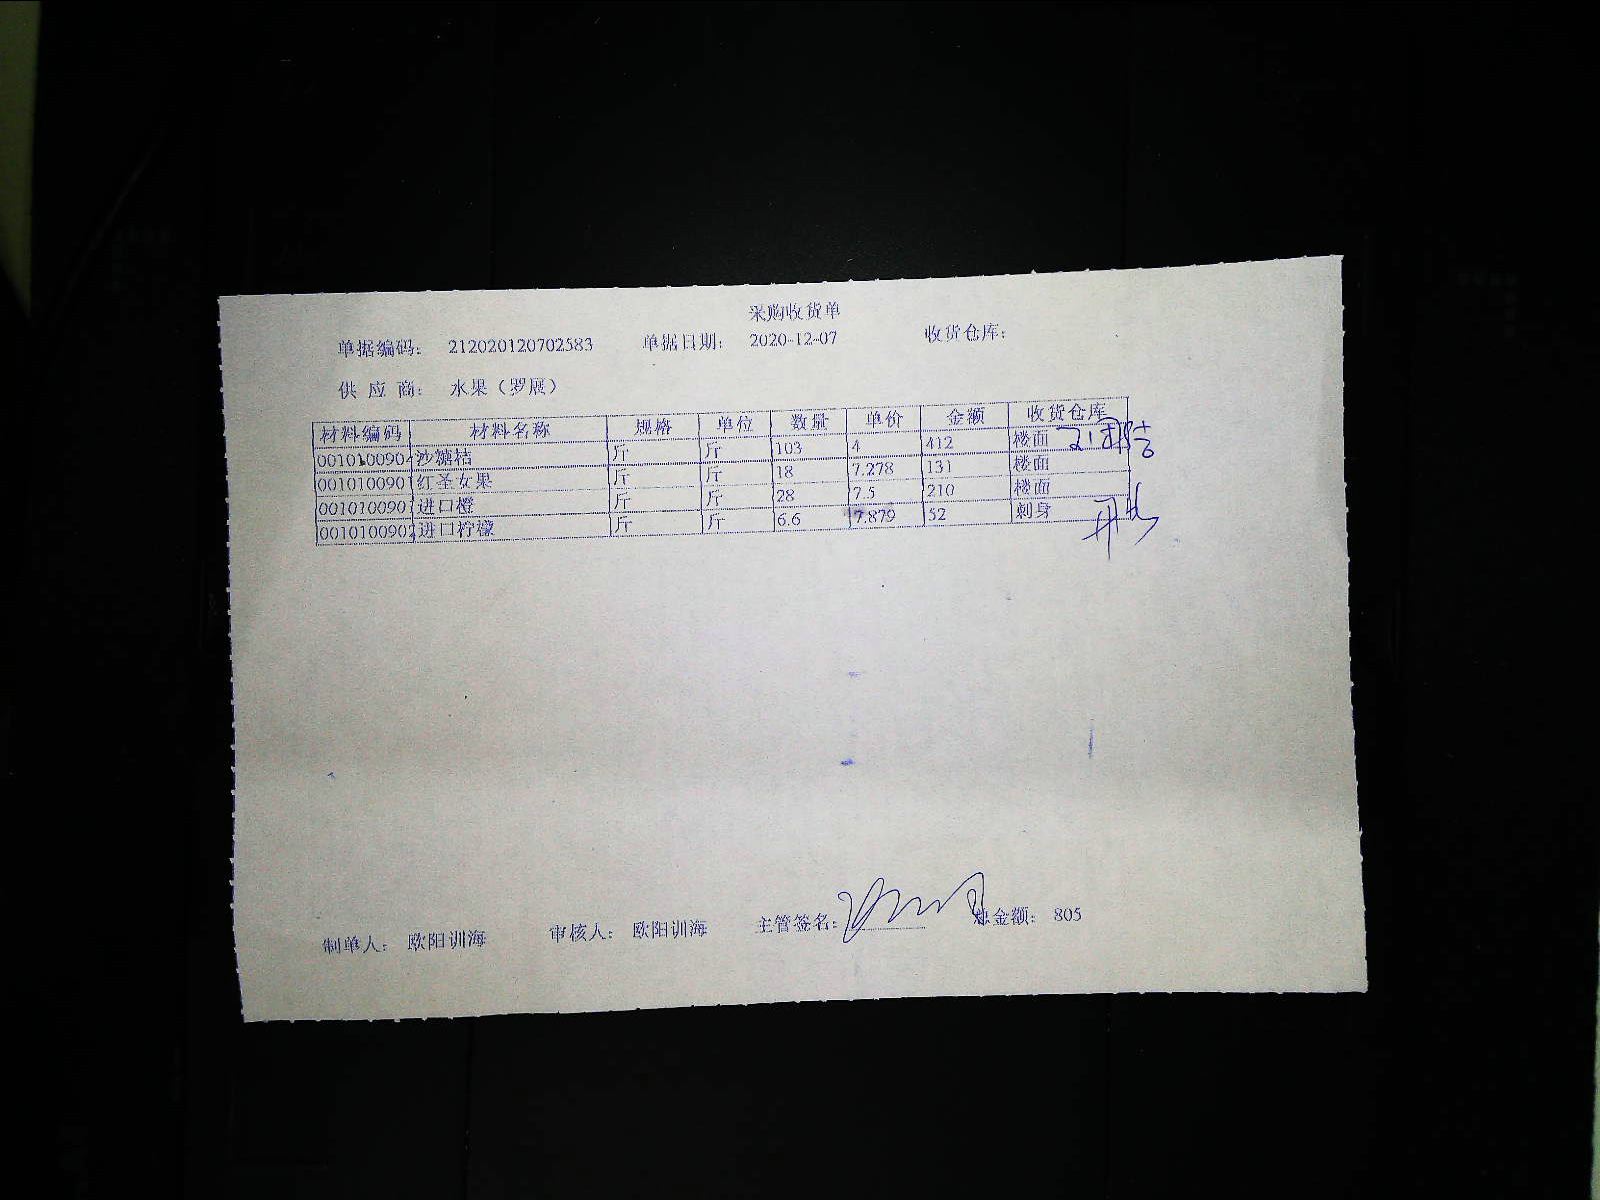 采购收货单
单据编码： 212020120702583 单据日期： 2020-12-07 收货仓库：
供 应 商： 水果（罗展）
材料编码 材料名称 规格 单位 数量 单价 金额 收货仓库
001010090 沙糖桔 斤 斤 103 4 412 楼面
0010100901 红圣女果 斤 斤 18 7.278 131 楼面
001010090 进口橙 斤 斤 28 7.5 210 楼面
0010100902 进口柠檬 斤 斤 6.6 7.879 52 刺身
制单人： 欧阳训海 审核人： 欧阳训海 主管签名： 总金额： 805